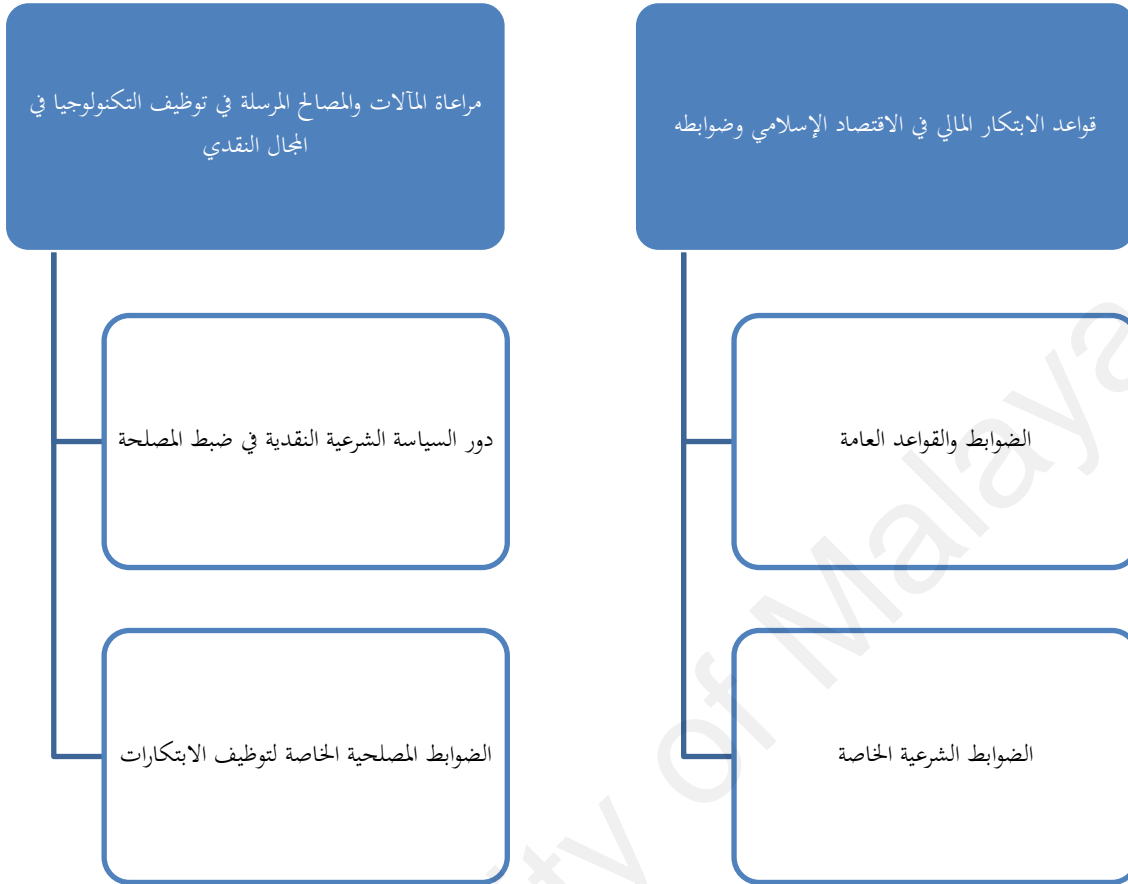 قواعد الابتكار المالي في الاقتصاد الإسلامي وضوابطه
الضوابط والقواعد العامة
الضوابط الشرعية الخاصة
مراعاة المآلات والمصالح المرسلة في توظيف التكنولوجيا في
المجال النقدي
دور السياسة الشرعية النقدية في ضبط المصلحة
الضوابط المصلحية الخاصة لتوظيف الابتكارات
ity of Malaya